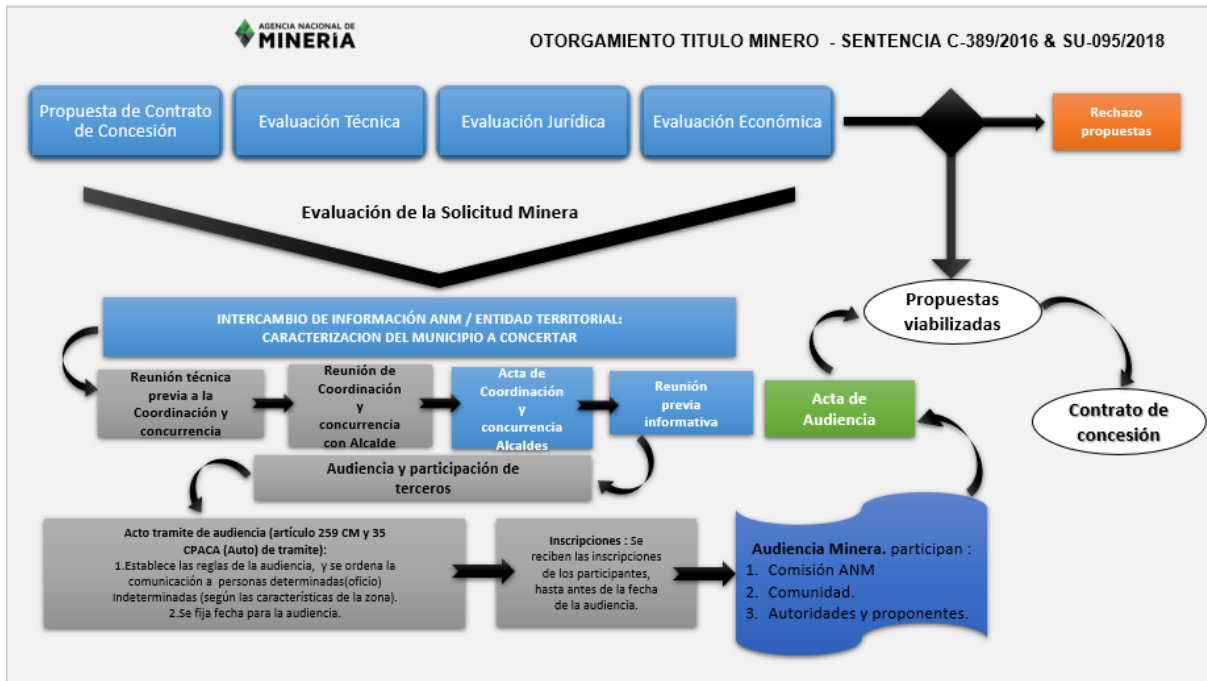 AGENCIA NACIONAL DE
MINERÍA
OTORGAMIENTO TITULO MINERO - SENTENCIA C-389/2016 & SU-095/2018
Propuesta de Contrato
de Concesión
Evaluación Técnica
Evaluación Jurídica
Evaluación Económica
Rechazo
propuestas
Evaluación de la Solicitud Minera
Propuestas
viabilizadas
INTERCAMBIO DE INFORMACIÓN ANM / ENTIDAD TERRITORIAL:
CARACTERIZACION DEL MUNICIPIO A CONCERTAR
Reunión técnica
previa a la
Coordinación y
concurrencia
Reunión de
Coordinación
y
concurrencia
con Alcalde
Acta de
Coordinación
y
concurrencia
Alcaldes
Reunión
previa
informativa
Acta de
Audiencia
Contrato de
concesión
Audiencia y participación de
terceros
Acto tramite de audiencia (artículo 259 CM y 35
CPACA (Auto) de tramite):
1.Establece las reglas de la audiencia, y se ordena la
comunicación a personas determinadas(oficio)
Indeterminadas (según las características de la zona).
2.Se fija fecha para la audiencia.
Inscripciones : Se
reciben las inscripciones
de los participantes,
hasta antes de la fecha
de la audiencia.
Audiencia Minera. participan :
1. Comisión ANM
2. Comunidad.
3. Autoridades y proponentes.